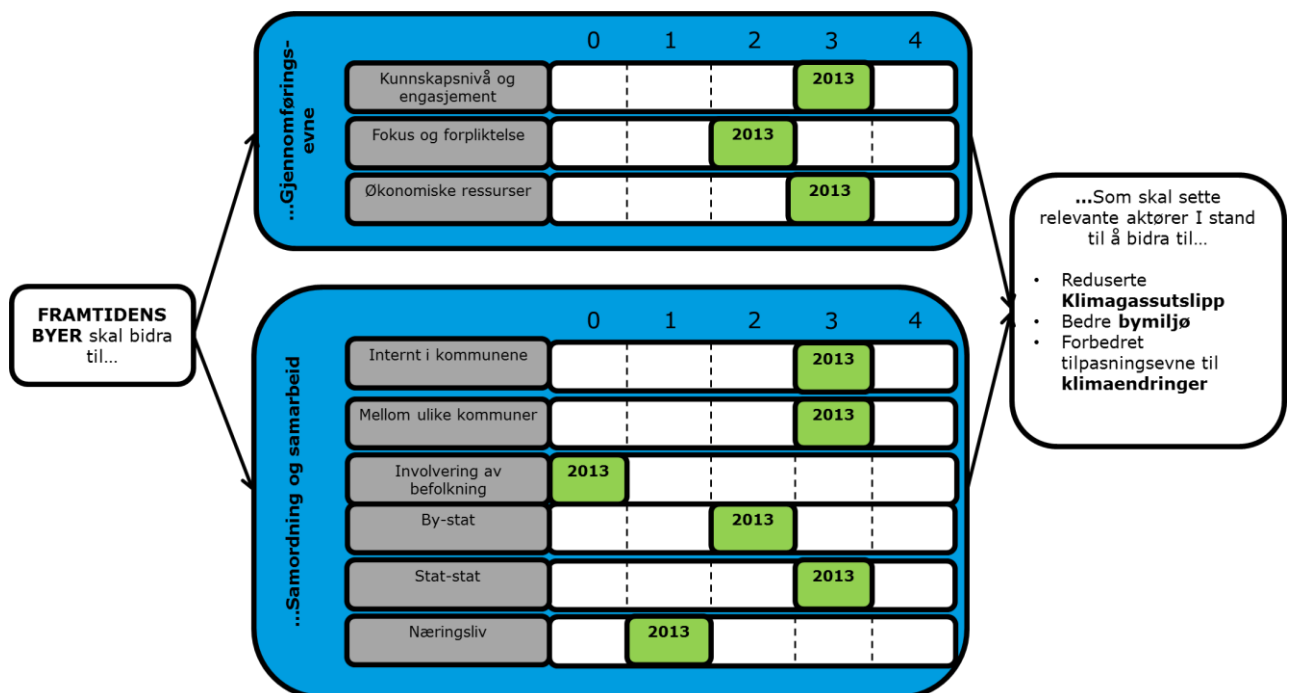 FRAMTIDENS
BYER skal bidra
til...
...Gjennomførings-
evne
0 1 2 3 4
Kunnskapsnivå og
engasjement
2013
Fokus og forpliktelse
2013
Økonomiske ressurser
2013
...Samordning og samarbeid
0 1 2 3 4
Internt i kommunene
2013
Mellom ulike kommuner
2013
Involvering av
befolkning
2013
By-stat
2013
Stat-stat
2013
Næringsliv
2013
...Som skal sette
relevante aktører I stand
til å bidra til...
• Reduserte
Klimagassutslipp
• Bedre bymiljø
• Forbedret
tilpasningsevne til
klimaendringer